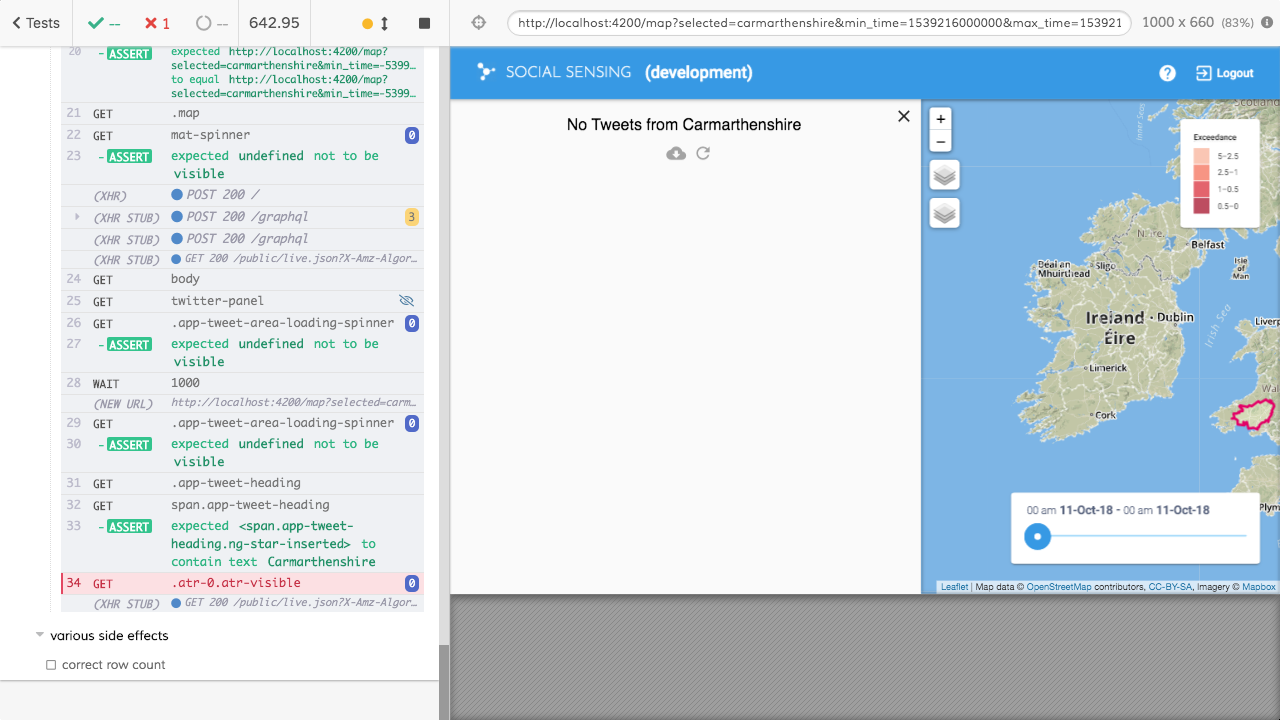 Tests
--
1
--
642.95
http://localhost:4200/map?selected=carmarthenshire&min_time=1539216000000&max_time=153921
1000 x 660 (83%)
20 - ASSERT expected http://localhost:4200/map?
selected=carmarthenshire&min_time=-5399…
to equal http://localhost:4200/map?
selected=carmarthenshire&min_time=-5399…
21 GET .map
22 GET mat-spinner 0
23 - ASSERT expected undefined not to be
visible
(XHR) POST 200 /
(XHR STUB) POST 200 /graphql 3
(XHR STUB) POST 200 /graphql
(XHR STUB) GET 200 /public/live.json?X-Amz-Algor…
24 GET body
25 GET twitter-panel
26 GET .app-tweet-area-loading-spinner 0
27 - ASSERT expected undefined not to be
visible
28 WAIT 1000
(NEW URL) http://localhost:4200/map?selected=carm…
29 GET .app-tweet-area-loading-spinner 0
30 - ASSERT expected undefined not to be
visible
31 GET .app-tweet-heading
32 GET span.app-tweet-heading
33 - ASSERT expected <span.app-tweet-
heading.ng-star-inserted> to
contain text Carmarthenshire
34 GET .atr-0.atr-visible 0
(XHR STUB) GET 200 /public/live.json?X-Amz-Algor…
various side effects
correct row count
SOCIAL SENSING (development)
? Logout
No Tweets from Carmarthenshire
+
−
Exceedance
5–2.5
2.5–1
1–0.5
0.5–0
Inner Seas
Scotland
N. Ire.
Belfast
Déal an
Mhuirthead
Sligo
Isle
of
Man
Ireland
Éire
Dublin
Irish Sea
Liverp
Limerick
Wal
Cork
Plym
00 am 11-Oct-18 - 00 am 11-Oct-18
Leaflet | Map data © OpenStreetMap contributors, CC-BY-SA, Imagery © Mapbox